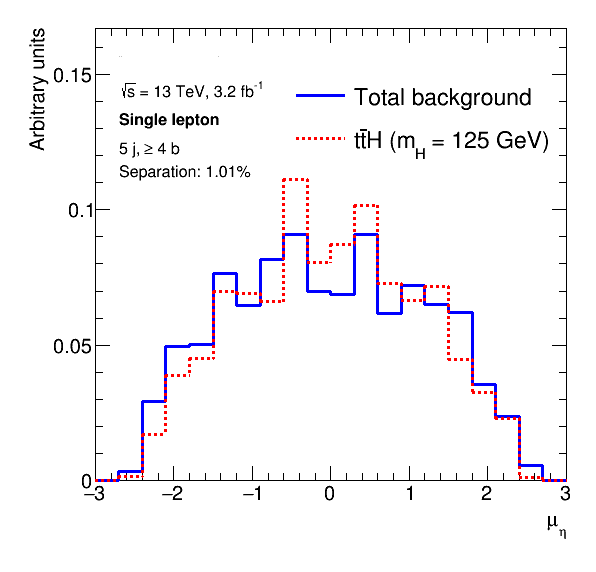 Arbitrary units
0.15
0.1
0.05
0
√s = 13 TeV, 3.2 fb⁻¹
Single lepton
5 j, ≥ 4 b
Separation: 1.01%
Total background
tt̄H (m_H = 125 GeV)
−3 −2 −1 0 1 2 3
μ_η